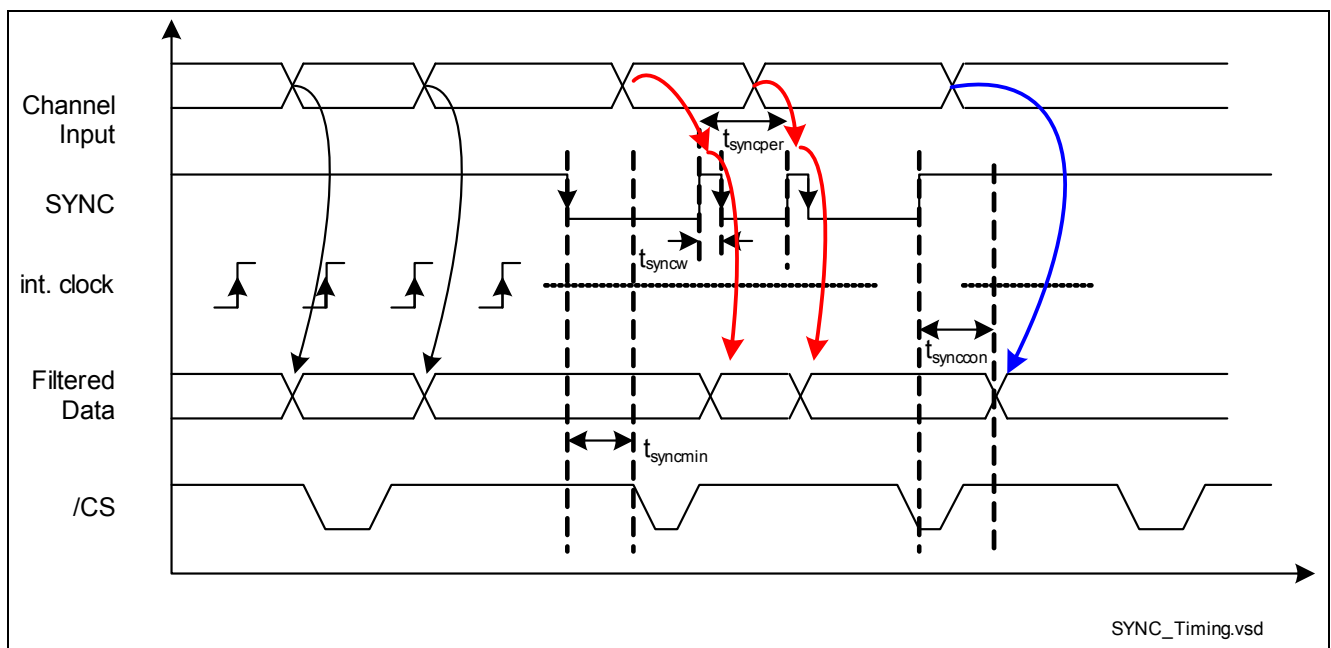 Channel
Input
tsyncper
SYNC
tsyncw
int. clock
tsynccon
Filtered
Data
tsyncmin
/CS
SYNC_Timing.vsd